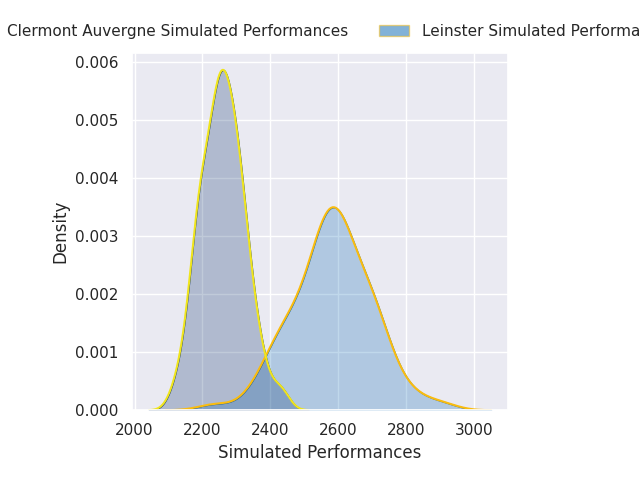 Clermont Auvergne Simulated Performances Leinster Simulated Performa
0.006
0.005
0.004
0.003
0.002
0.001
0.000
Density
2000 2200 2400 2600 2800 3000
Simulated Performances